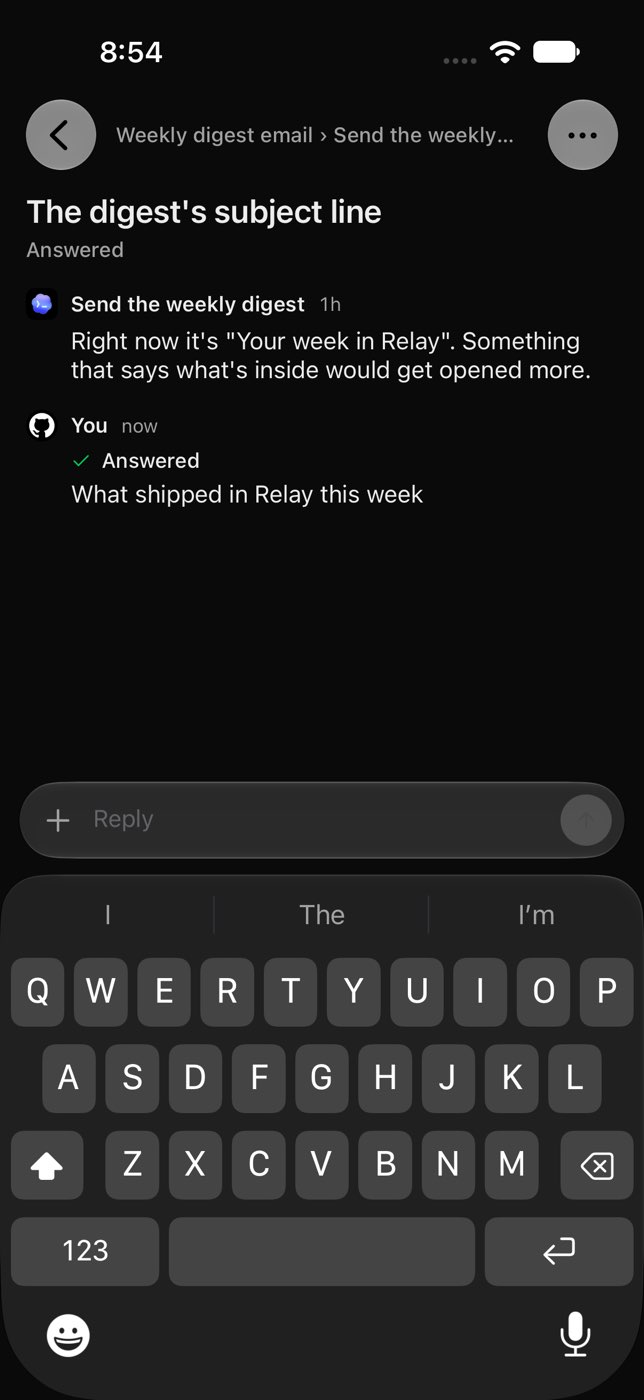 8:54
Weekly digest email › Send the weekly...
The digest's subject line
Answered
Send the weekly digest 1h
Right now it's "Your week in Relay". Something
that says what's inside would get opened more.
You now
Answered
What shipped in Relay this week
Reply
I The I'm
Q W E R T Y U I O P
A S D F G H J K L
Z X C V B N M
123